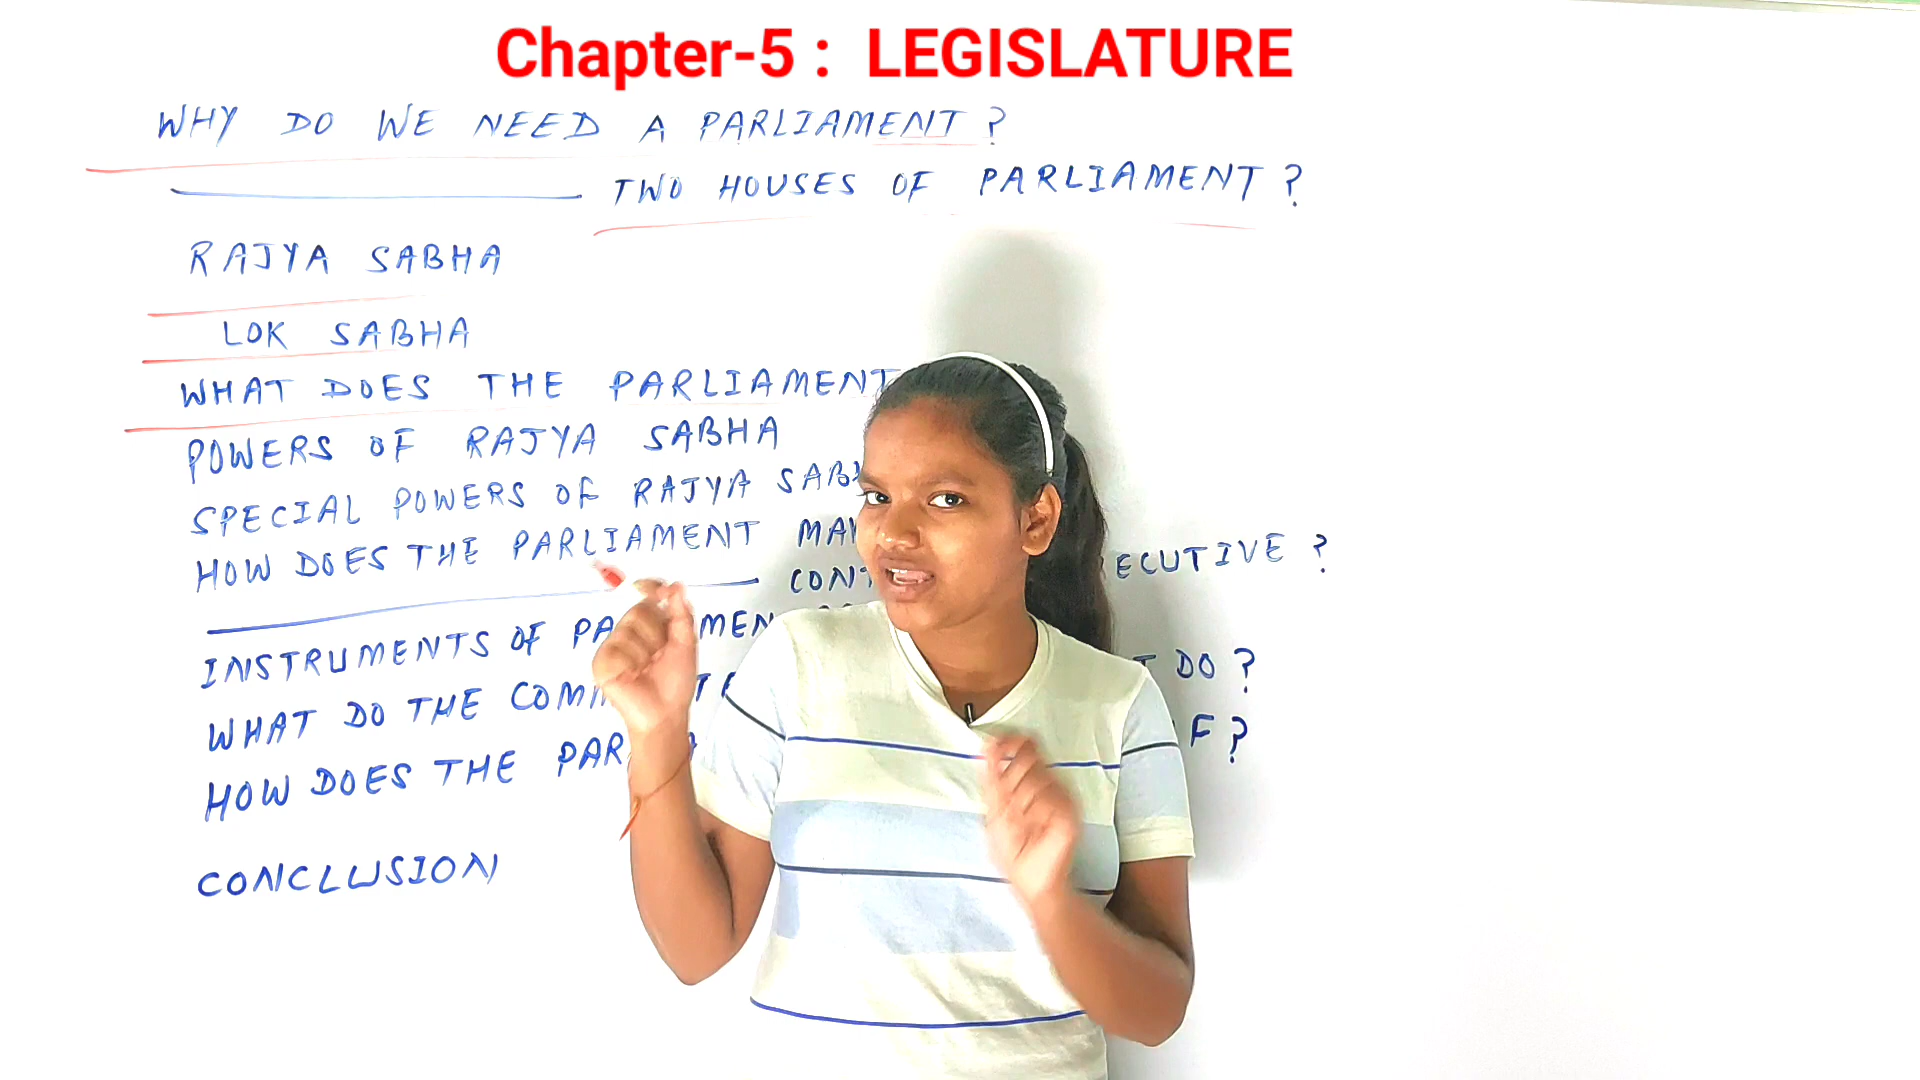 Chapter-5 : LEGISLATURE
WHY DO WE NEED A PARLIAMENT ?
TWO HOUSES OF PARLIAMENT ?
RAJYA SABHA
LOK SABHA
WHAT DOES THE PARLIAMENT
POWERS OF RAJYA SABHA
SPECIAL POWERS OF RAJYA
HOW DOES THE PARLIAMENT
?
INSTRUMENTS OF
WHAT DO THE DO ?
HOW DOES THE ?
CONCLUSION